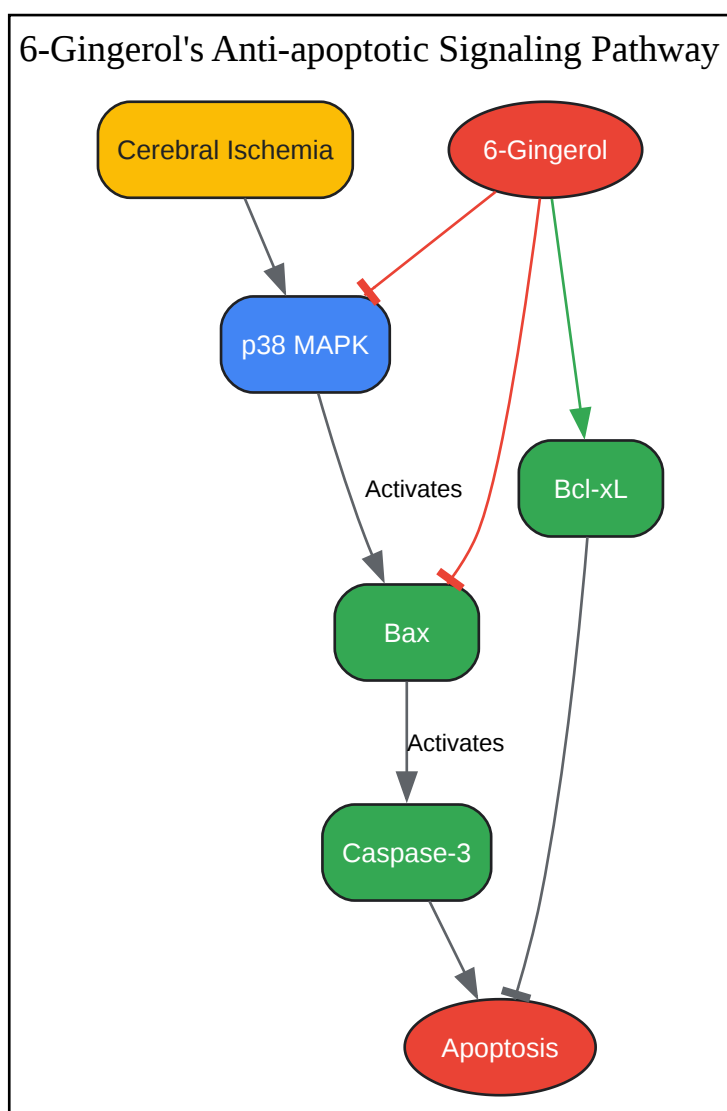 6-Gingerol's Anti-apoptotic Signaling Pathway
Cerebral Ischemia
6-Gingerol
p38 MAPK
Activates
Bcl-xL
Bax
Activates
Caspase-3
Apoptosis